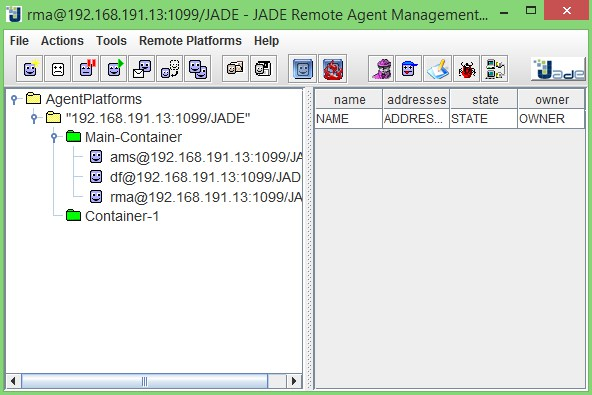 rma@192.168.191.13:1099/JADE - JADE Remote Agent Management...
File Actions Tools Remote Platforms Help
Jade
AgentPlatforms
"192.168.191.13:1099/JADE"
Main-Container
ams@192.168.191.13:1099/JA
df@192.168.191.13:1099/JAD
rma@192.168.191.13:1099/JA
Container-1
name addresses state owner
NAME ADDRES... STATE OWNER